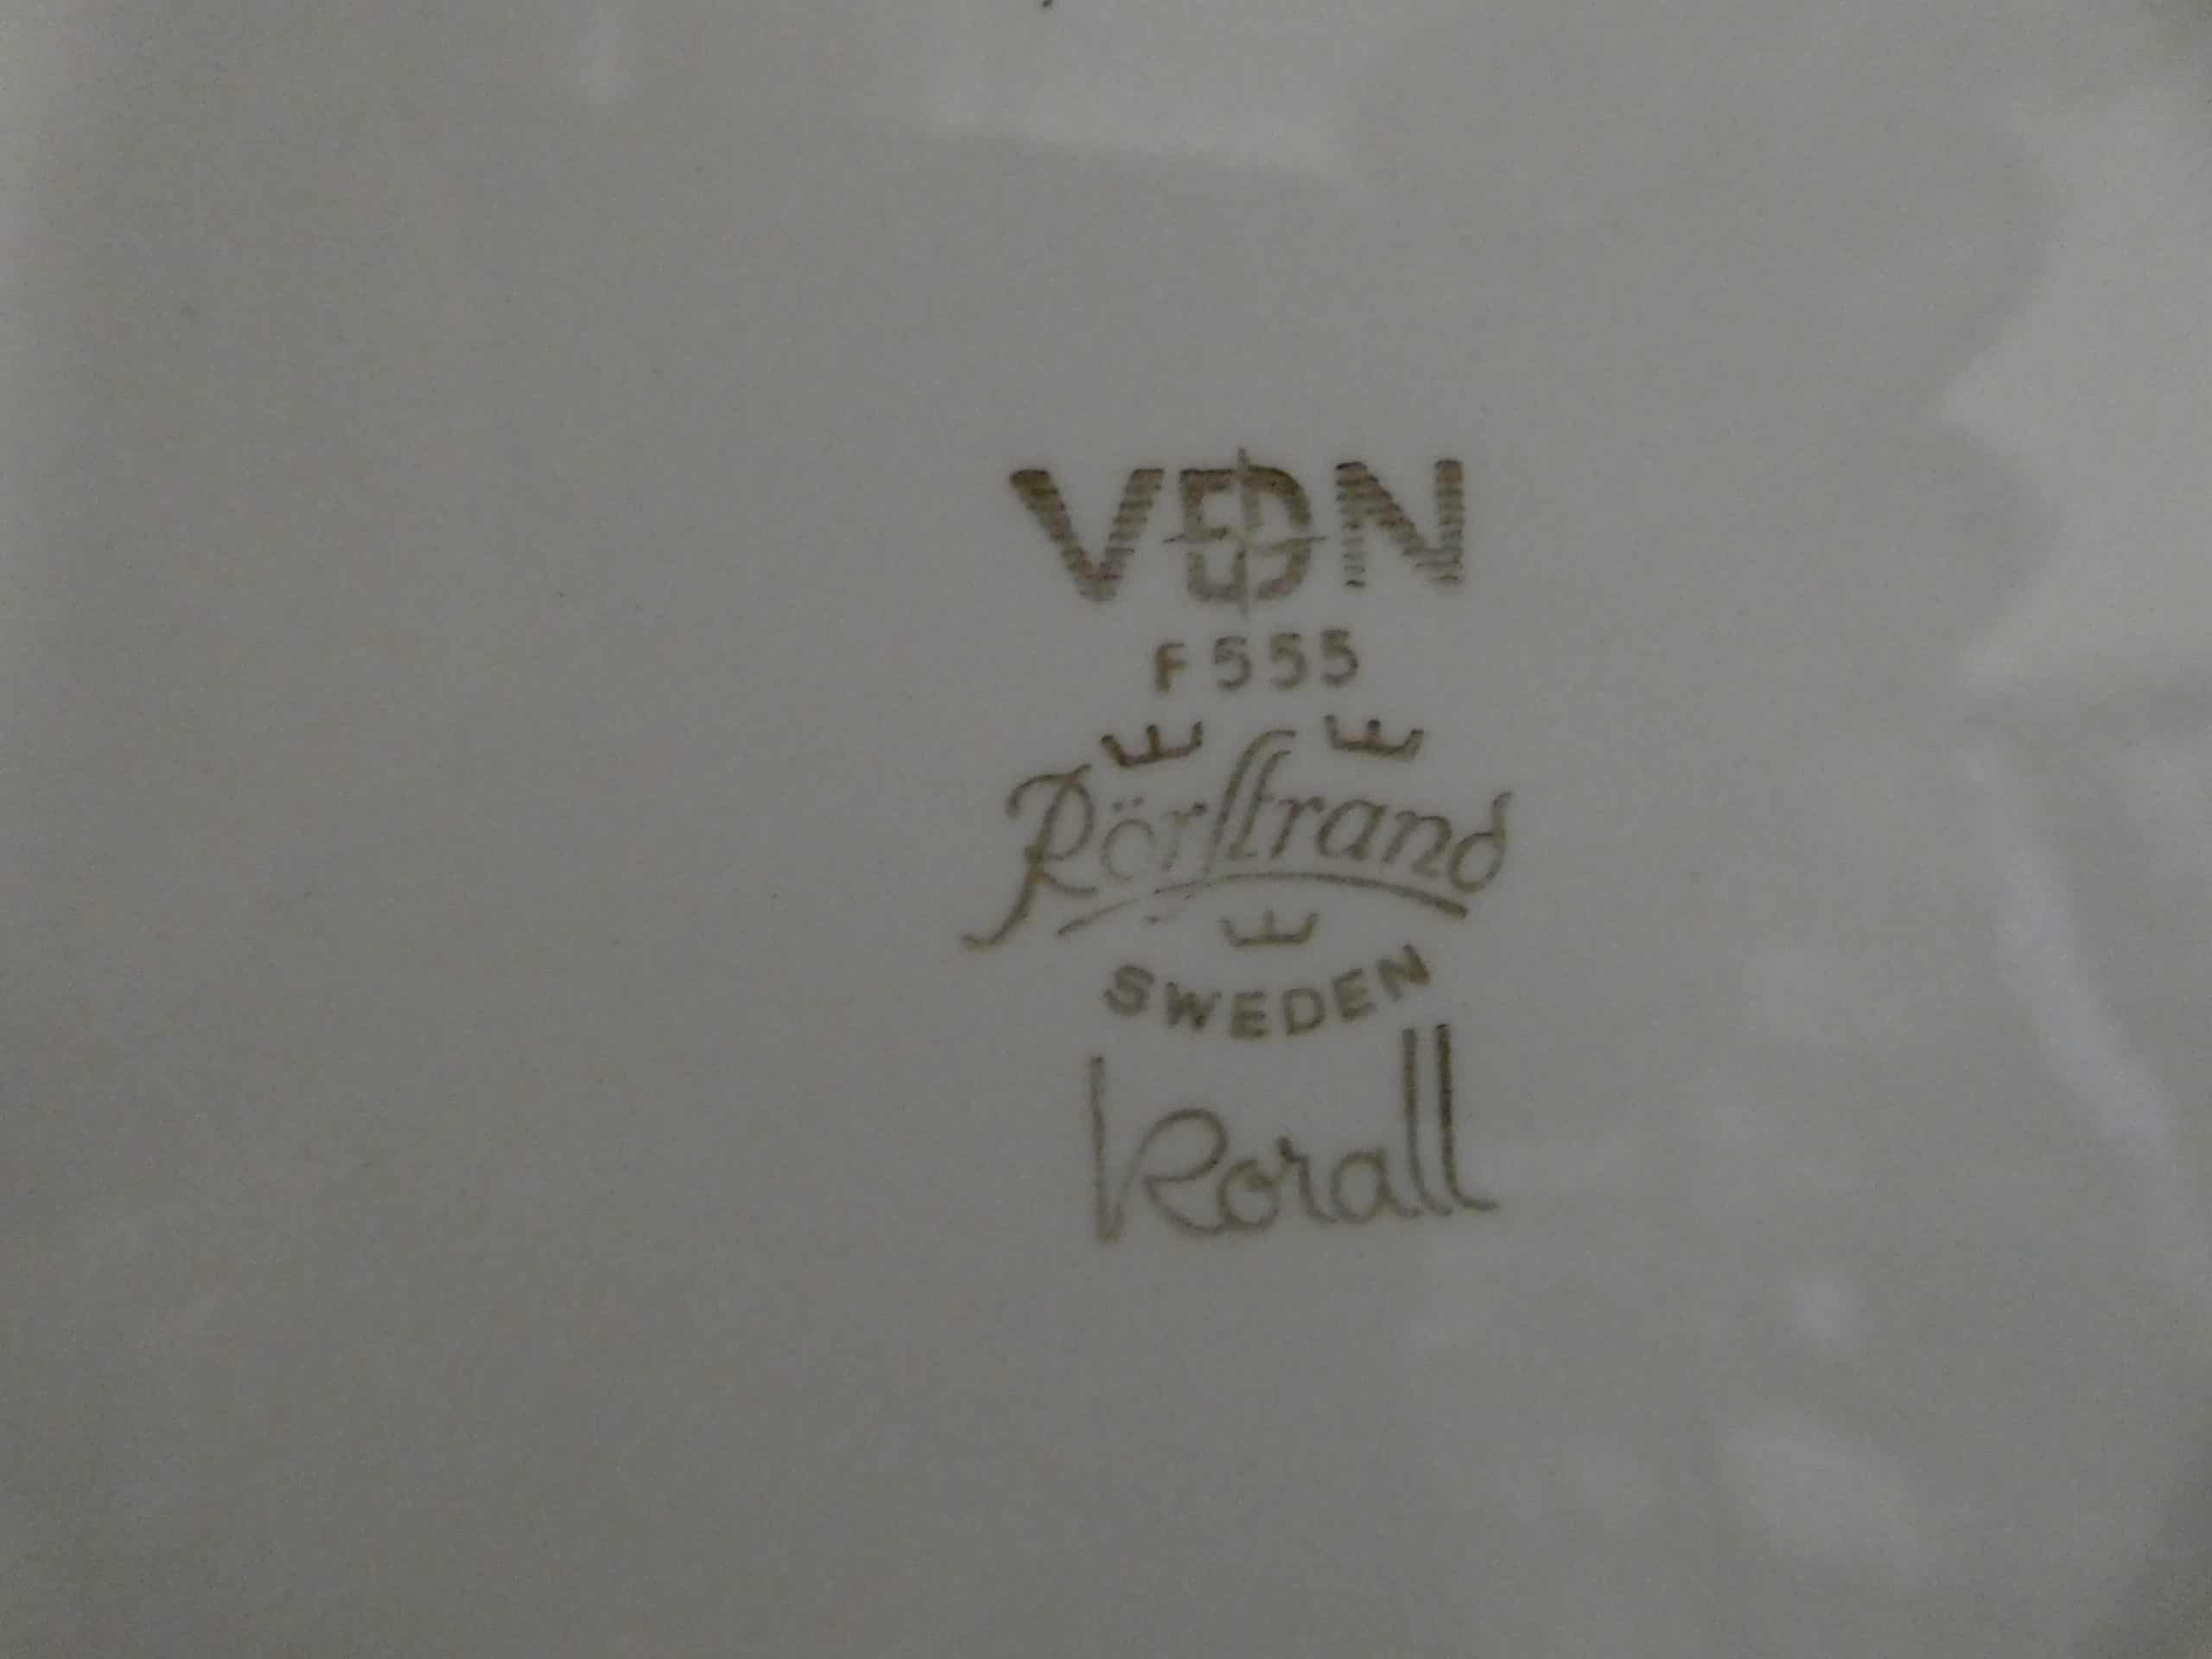 VDN
F555
Rörstrand
SWEDEN
Korall